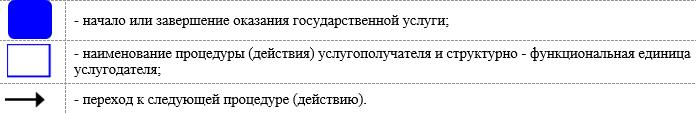 - начало или завершение оказания государственной услуги;
- наименование процедуры (действия) услугополучателя и структурно - функциональная единица
услугодателя;
- переход к следующей процедуре (действию).